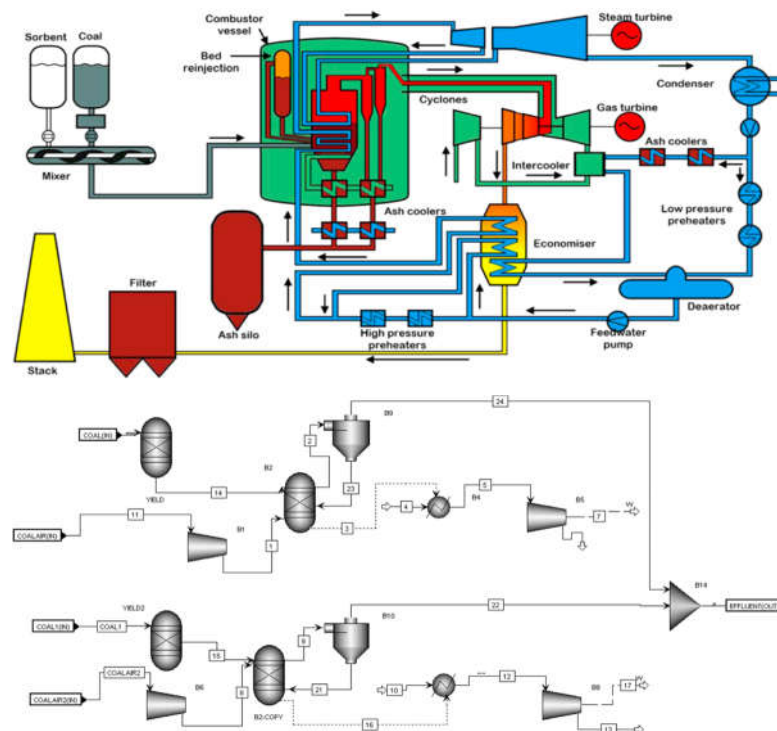 Sorbent
Coal
Combustor
vessel
Bed
reinjection
Steam turbine
Condenser
Cyclones
Gas turbine
Mixer
Intercooler
Ash coolers
Ash coolers
Low pressure
preheaters
Economiser
Filter
Deaerator
Ash silo
High pressure
preheaters
Feedwater
pump
Stack
24
B9
COAL(IN)
2
B2
YIELD
14
23
5
B5
4
B4
3
7
COALAIR(IN)
11
B1
1
B14
EFFLUENT(OUT)
22
YIELD2
B10
COAL1(IN)
COAL1
9
15
21
12
B8
17
10
COALAIR2
COALAIR2(IN)
B6
8
B2-COPY
16
13